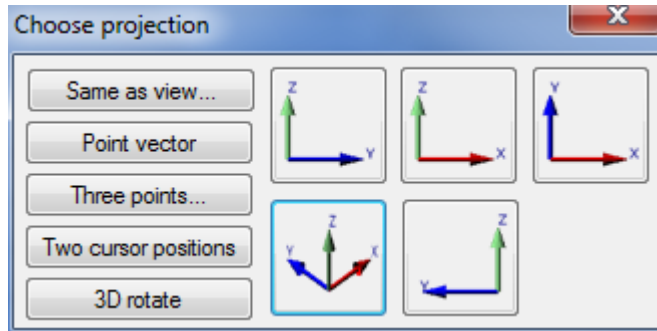 Choose projection
Same as view...
Point vector
Three points...
Two cursor positions
3D rotate
Z
Y
Z
X
Y
X
Y
Z
X
Z
Y